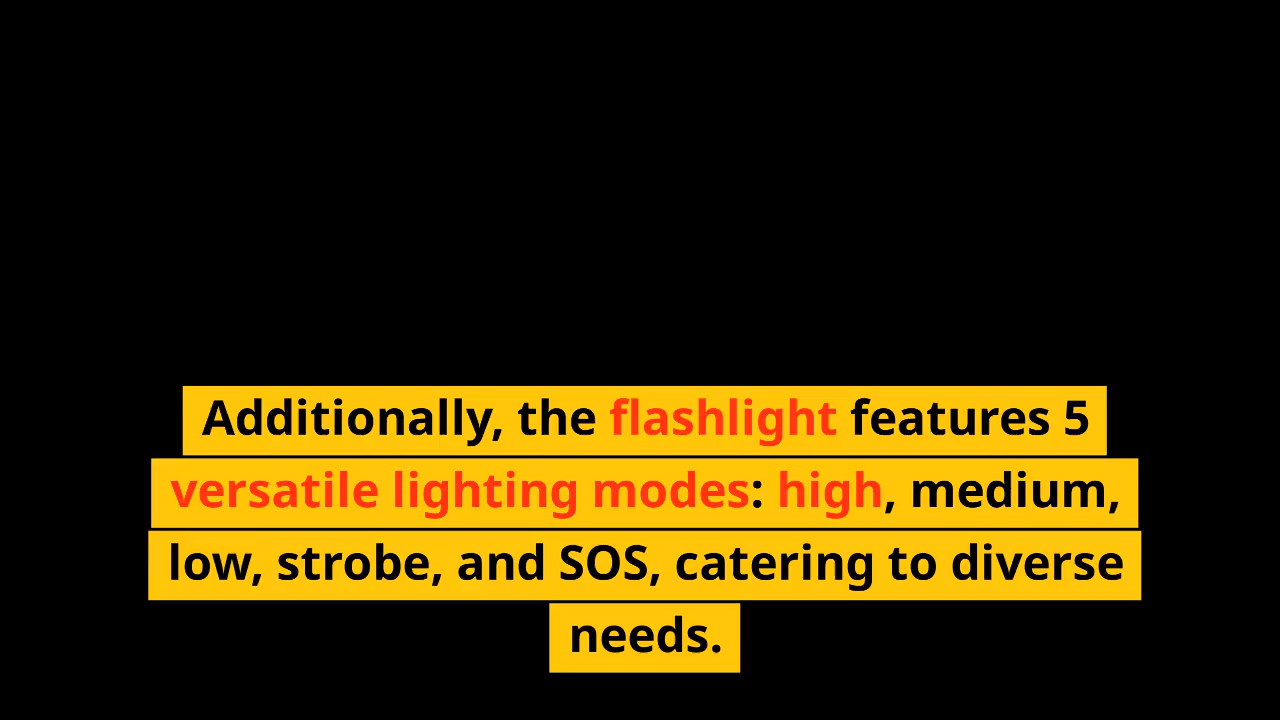 Additionally, the flashlight features 5
versatile lighting modes: high, medium,
low, strobe, and SOS, catering to diverse
needs.